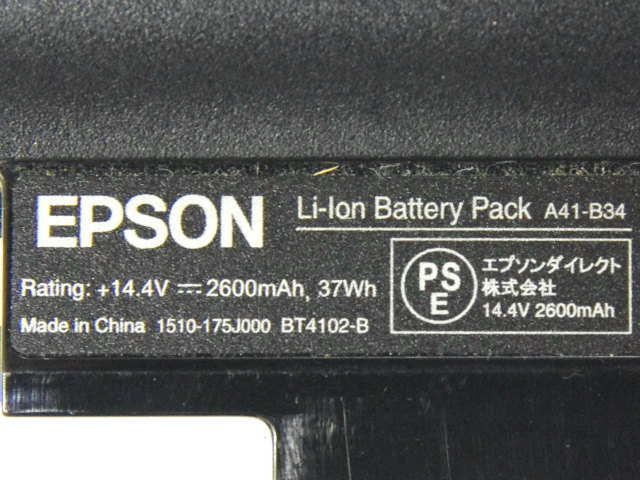 EPSON Li-Ion Battery Pack A41-B34
Rating: +14.4V ⎓ 2600mAh, 37Wh
Made in China 1510-175J000 BT4102-B
PS
E
エプソンダイレクト
株式会社
14.4V 2600mAh